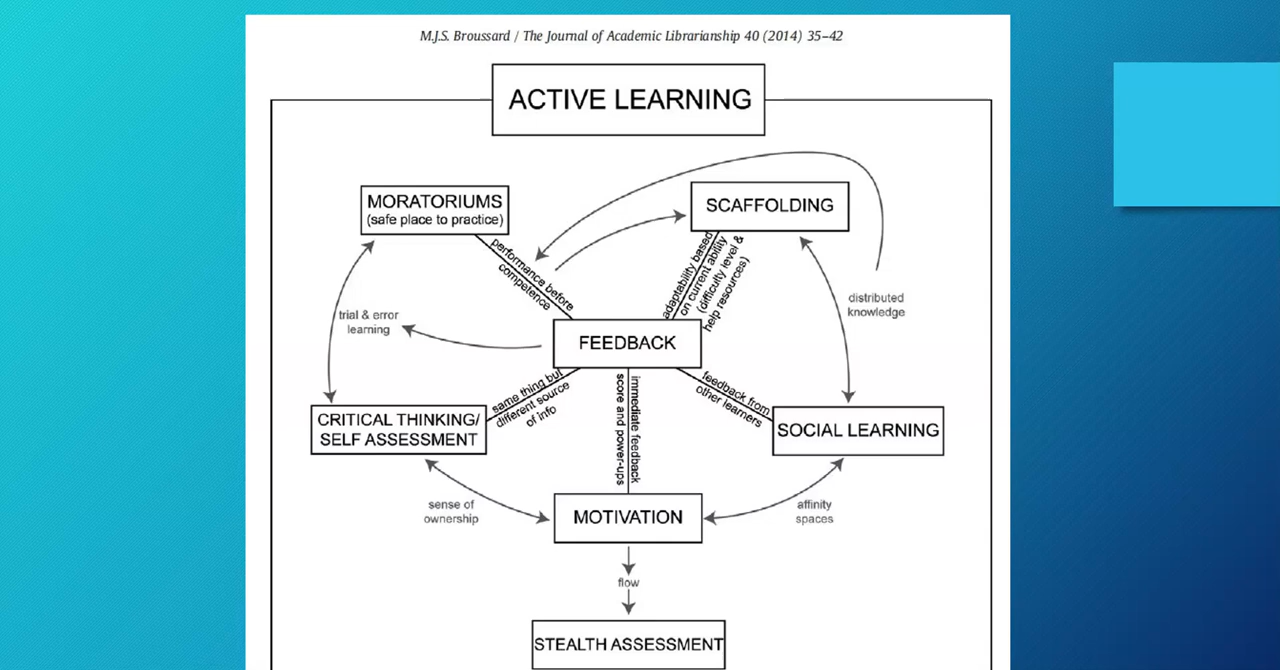 M.J.S. Broussard / The Journal of Academic Librarianship 40 (2014) 35–42
ACTIVE LEARNING
MORATORIUMS
(safe place to practice)
SCAFFOLDING
performance before
competence
adaptability based
on current ability
(difficulty level &
help resources)
distributed
knowledge
trial & error
learning
FEEDBACK
same thing but
different source
of info
immediate feedback
score and power-ups
feedback from
other learners
CRITICAL THINKING/
SELF ASSESSMENT
SOCIAL LEARNING
sense of
ownership
MOTIVATION
affinity
spaces
flow
STEALTH ASSESSMENT